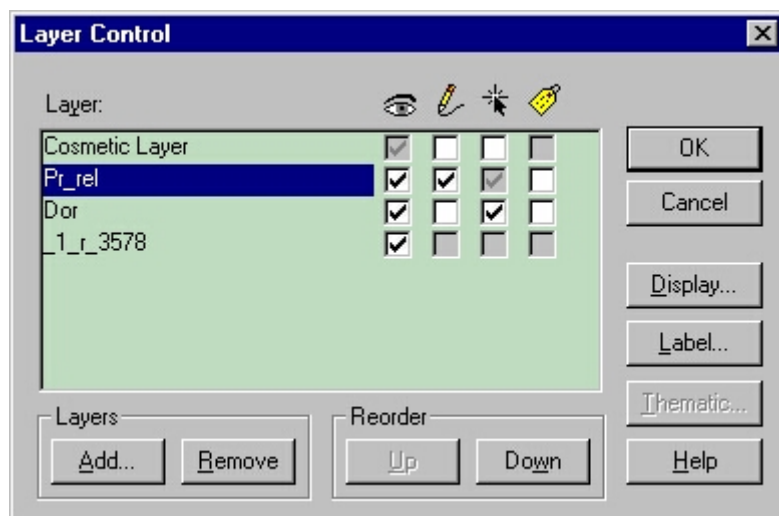 Layer Control
Layer:
Cosmetic Layer
Pr_rel
Dor
_1_r_3578
OK
Cancel
Display...
Label...
Thematic...
Help
Layers
Add...
Remove
Reorder
Up
Down